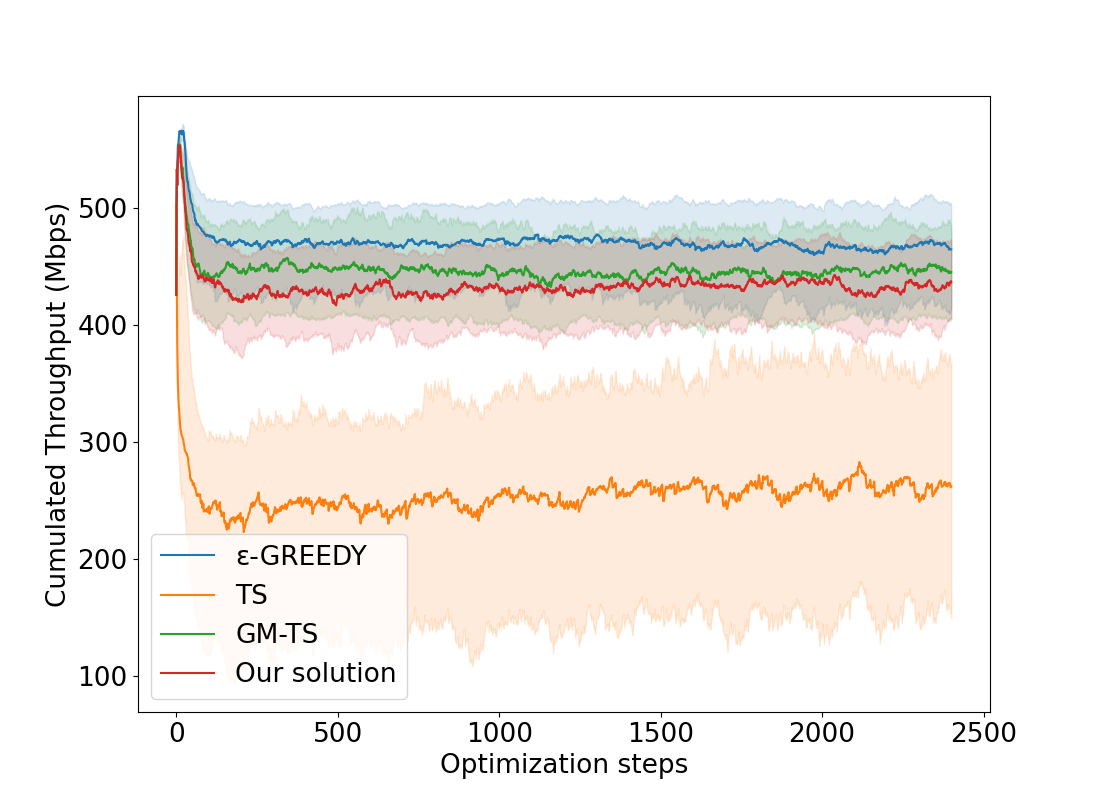 Cumulated Throughput (Mbps)
500
400
300
200
100
ε-GREEDY
TS
GM-TS
Our solution
0 500 1000 1500 2000 2500
Optimization steps